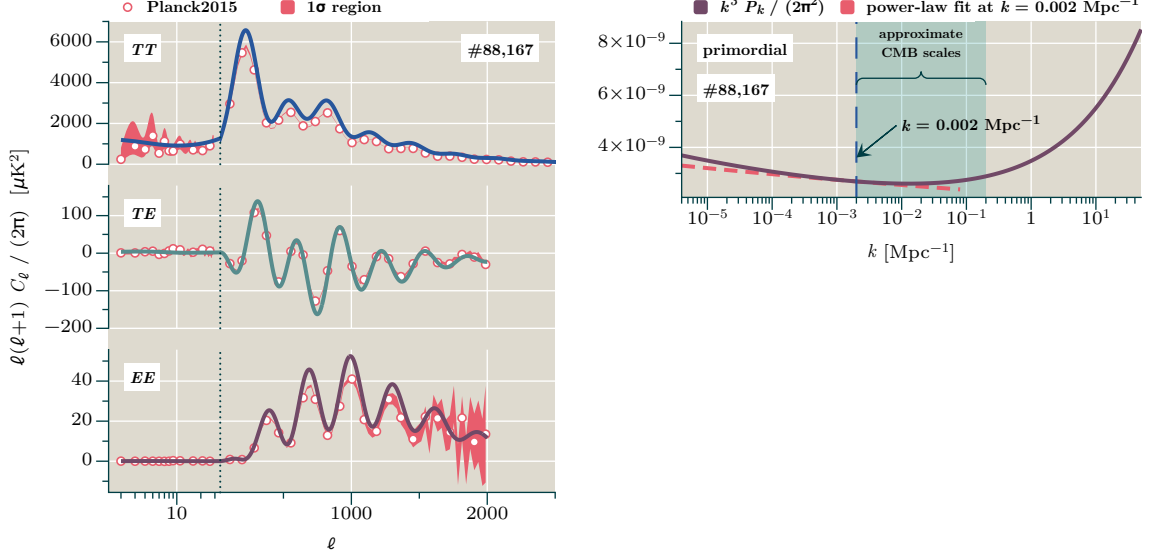 Planck2015
1σ region
TT
#88,167
6000
4000
2000
0
TE
100
0
−100
−200
EE
40
20
0
10
1000
2000
ℓ
ℓ(ℓ+1) C_ℓ / (2π) [μK²]
k³ P_k / (2π²)
power-law fit at k = 0.002 Mpc⁻¹
primordial
#88,167
approximate
CMB scales
k = 0.002 Mpc⁻¹
8×10⁻⁹
6×10⁻⁹
4×10⁻⁹
10⁻⁵
10⁻⁴
10⁻³
10⁻²
10⁻¹
1
10¹
k [Mpc⁻¹]